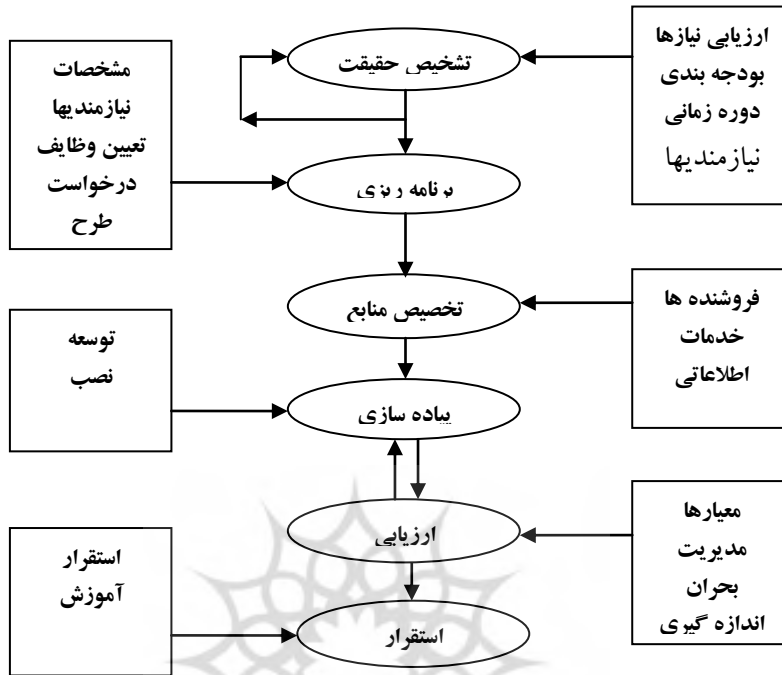 تشخیص حقیقت
ارزیابی نیازها
بودجه بندی
دوره زمانی
نیازمندیها
مشخصات
نیازمندیها
تعیین وظایف
درخواست
طرح
برنامه ریزی
تخصیص منابع
فروشنده ها
خدمات
اطلاعاتی
توسعه
نصب
پیاده سازی
ارزیابی
معیارها
مدیریت
بحران
اندازه گیری
استقرار
آموزش
استقرار